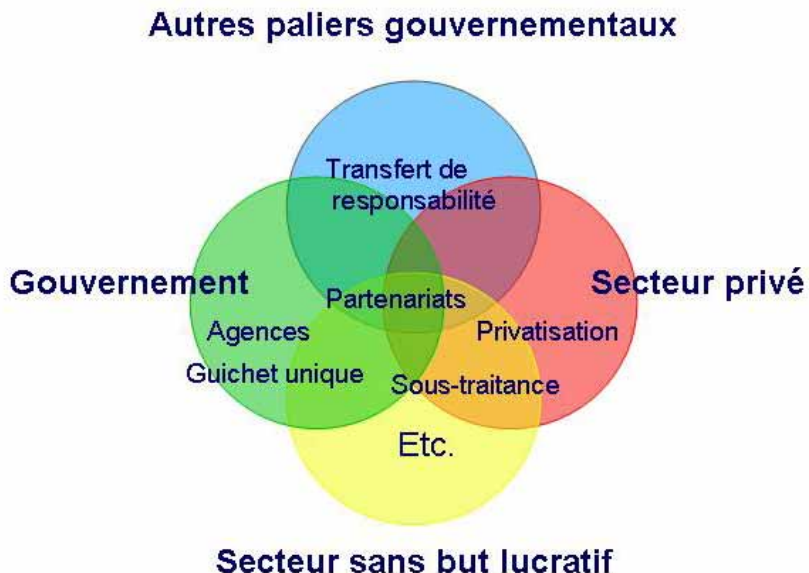 Autres paliers gouvernementaux
Transfert de
responsabilité
Gouvernement
Secteur privé
Partenariats
Agences
Privatisation
Guichet unique
Sous-traitance
Etc.
Secteur sans but lucratif